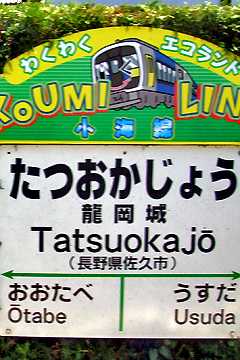 わくわく エコランド
KOUMI LINE
小海線
たつおかじょう
龍岡城
Tatsuokajō
(長野県佐久市)
おおたべ うすだ
Ōtabe Usuda